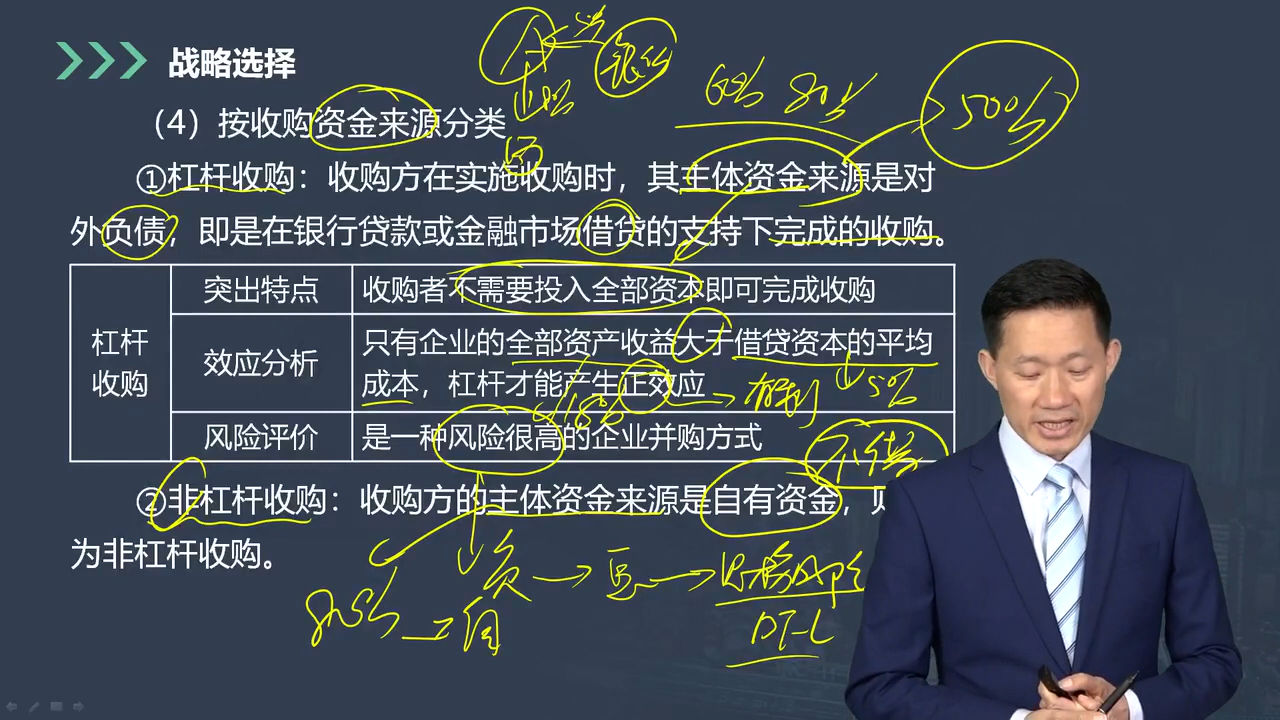 战略选择
（4）按收购资金来源分类
①杠杆收购：收购方在实施收购时，其主体资金来源是对
外负债，即是在银行贷款或金融市场借贷的支持下完成的收购。
杠杆
收购
突出特点
收购者不需要投入全部资本即可完成收购
效应分析
只有企业的全部资产收益大于借贷资本的平均
成本，杠杆才能产生正效应
风险评价
是一种风险很高的企业并购方式
②非杠杆收购：收购方的主体资金来源是自有资金，
为非杠杆收购。
银行
60% 80%
50%
有利
5%
不借
80%
DFL